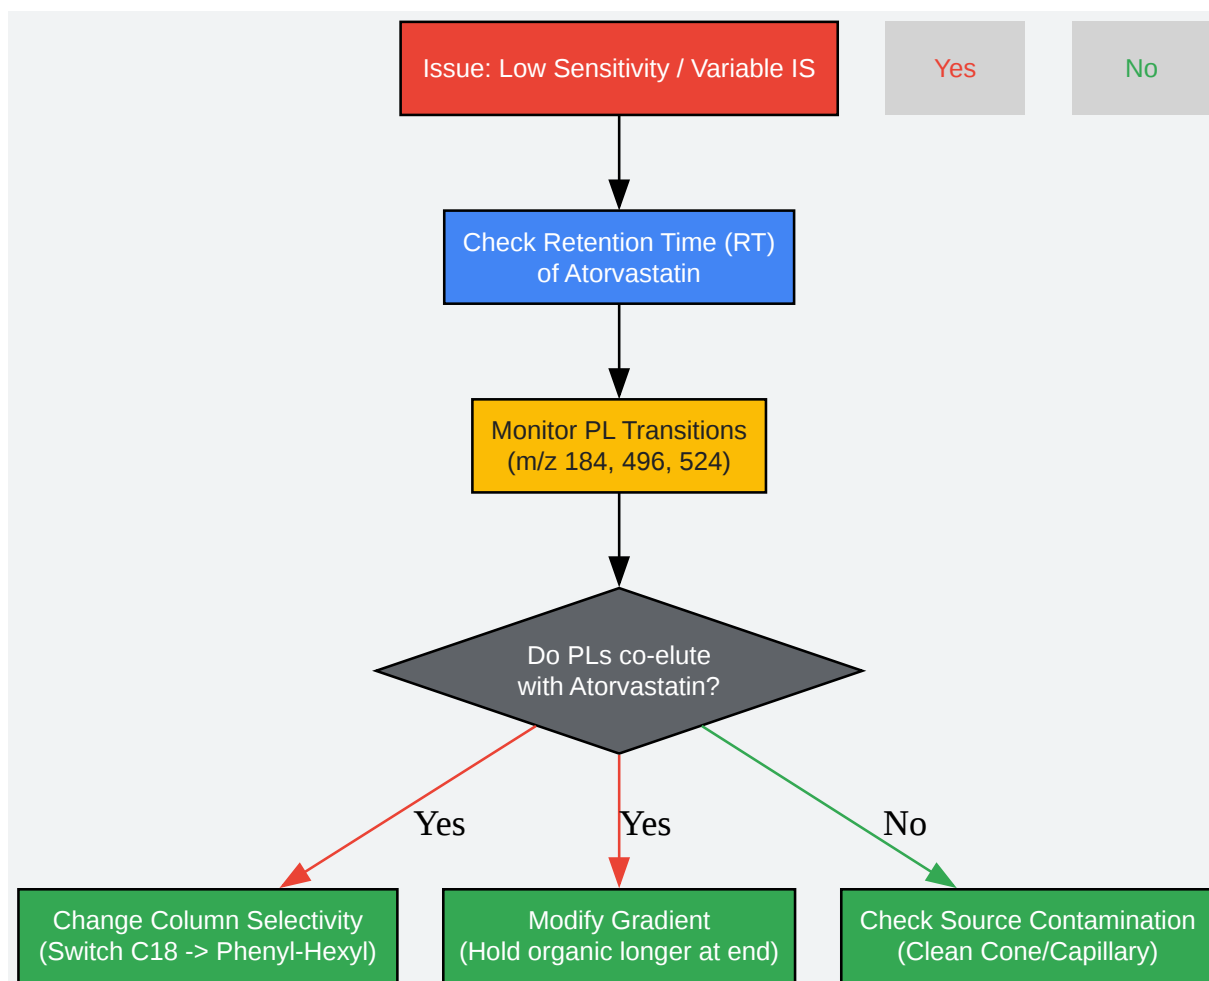 Issue: Low Sensitivity / Variable IS
Yes
No
Check Retention Time (RT)
of Atorvastatin
Monitor PL Transitions
(m/z 184, 496, 524)
Do PLs co-elute
with Atorvastatin?
Yes
Yes
No
Change Column Selectivity
(Switch C18 -> Phenyl-Hexyl)
Modify Gradient
(Hold organic longer at end)
Check Source Contamination
(Clean Cone/Capillary)